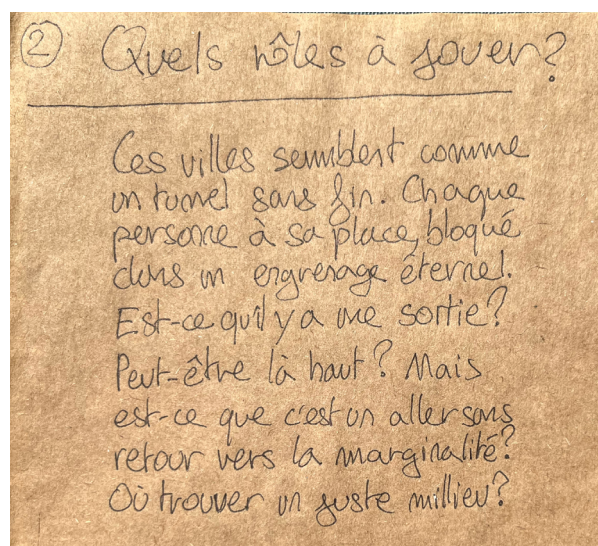 2 Quels rôles à jouer?
Ces villes semblent comme
un tunnel sans fin. Chaque
personne à sa place, bloqué
dans un engrenage éternel.
Est-ce qu'il y a une sortie?
Peut-être là haut? Mais
est-ce que c'est un aller sans
retour vers la marginalité?
Où trouver un juste millieu?